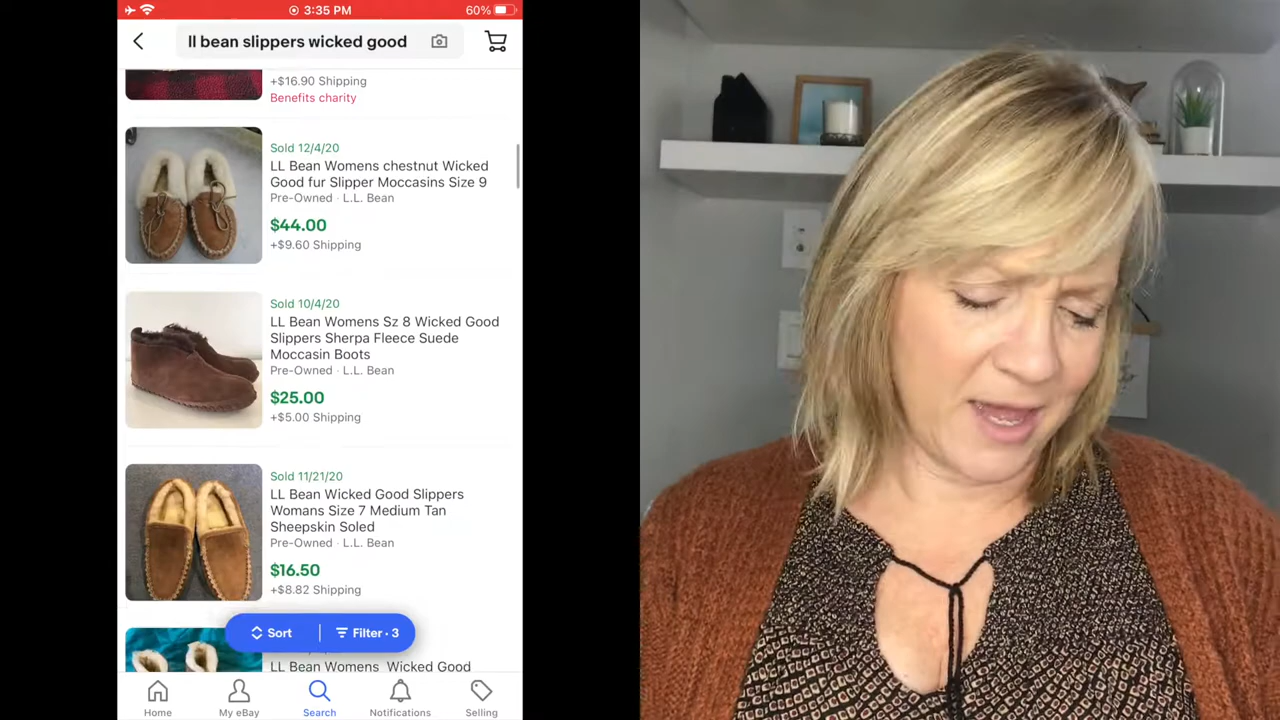 3:35 PM
60%
ll bean slippers wicked good
+$16.90 Shipping
Benefits charity
Sold 12/4/20
LL Bean Womens chestnut Wicked
Good fur Slipper Moccasins Size 9
Pre-Owned · L.L. Bean
$44.00
+$9.60 Shipping
Sold 10/4/20
LL Bean Womens Sz 8 Wicked Good
Slippers Sherpa Fleece Suede
Moccasin Boots
Pre-Owned · L.L. Bean
$25.00
+$5.00 Shipping
Sold 11/21/20
LL Bean Wicked Good Slippers
Womans Size 7 Medium Tan
Sheepskin Soled
Pre-Owned · L.L. Bean
$16.50
+$8.82 Shipping
Sort
Filter · 3
LL Bean Womens Wicked Good
Home
My eBay
Search
Notifications
Selling